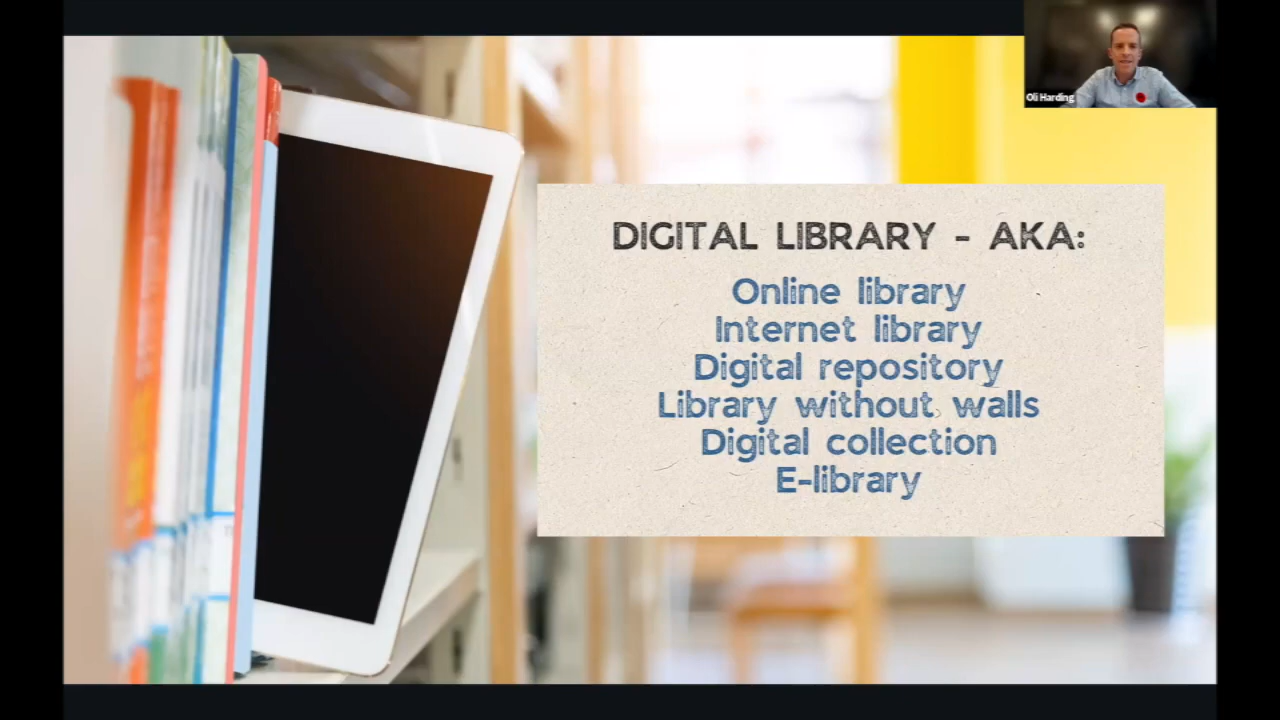 Oli Harding
DIGITAL LIBRARY - AKA:
Online library
Internet library
Digital repository
Library without walls
Digital collection
E-library